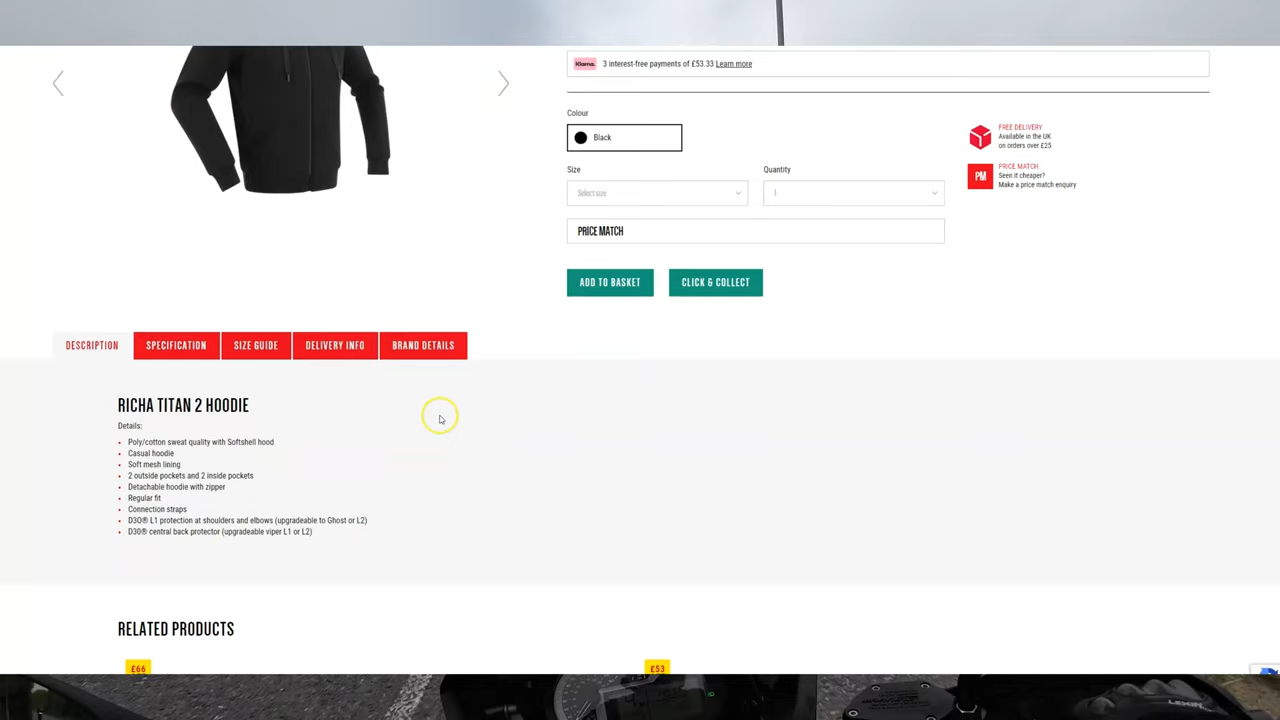 Klarna. 3 interest-free payments of £53.33 Learn more
Colour
Black
FREE DELIVERY
Available in the UK
on orders over £25
Size
Quantity
PM
PRICE MATCH
Seen it cheaper?
Make a price match enquiry
Select size
1
PRICE MATCH
ADD TO BASKET
CLICK & COLLECT
DESCRIPTION
SPECIFICATION
SIZE GUIDE
DELIVERY INFO
BRAND DETAILS
RICHA TITAN 2 HOODIE
Details:
Poly/cotton sweat quality with Softshell hood
Casual hoodie
Soft mesh lining
2 outside pockets and 2 inside pockets
Detachable hoodie with zipper
Regular fit
Connection straps
D3O® L1 protection at shoulders and elbows (upgradeable to Ghost or L2)
D30® central back protector (upgradeable viper L1 or L2)
RELATED PRODUCTS
£66
£53
LEXIN